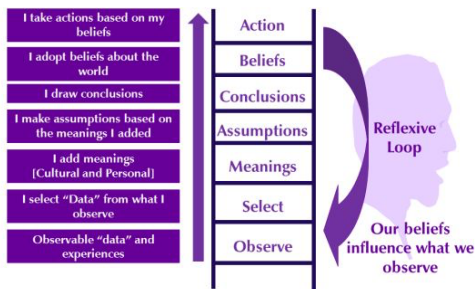 I take actions based on my
beliefs
I adopt beliefs about the
world
I draw conclusions
I make assumptions based on
the meanings I added
I add meanings
[Cultural and Personal]
I select “Data” from what I
observe
Observable “data” and
experiences
Action
Beliefs
Conclusions
Assumptions
Meanings
Select
Observe
Reflexive
Loop
Our beliefs
influence what we
observe